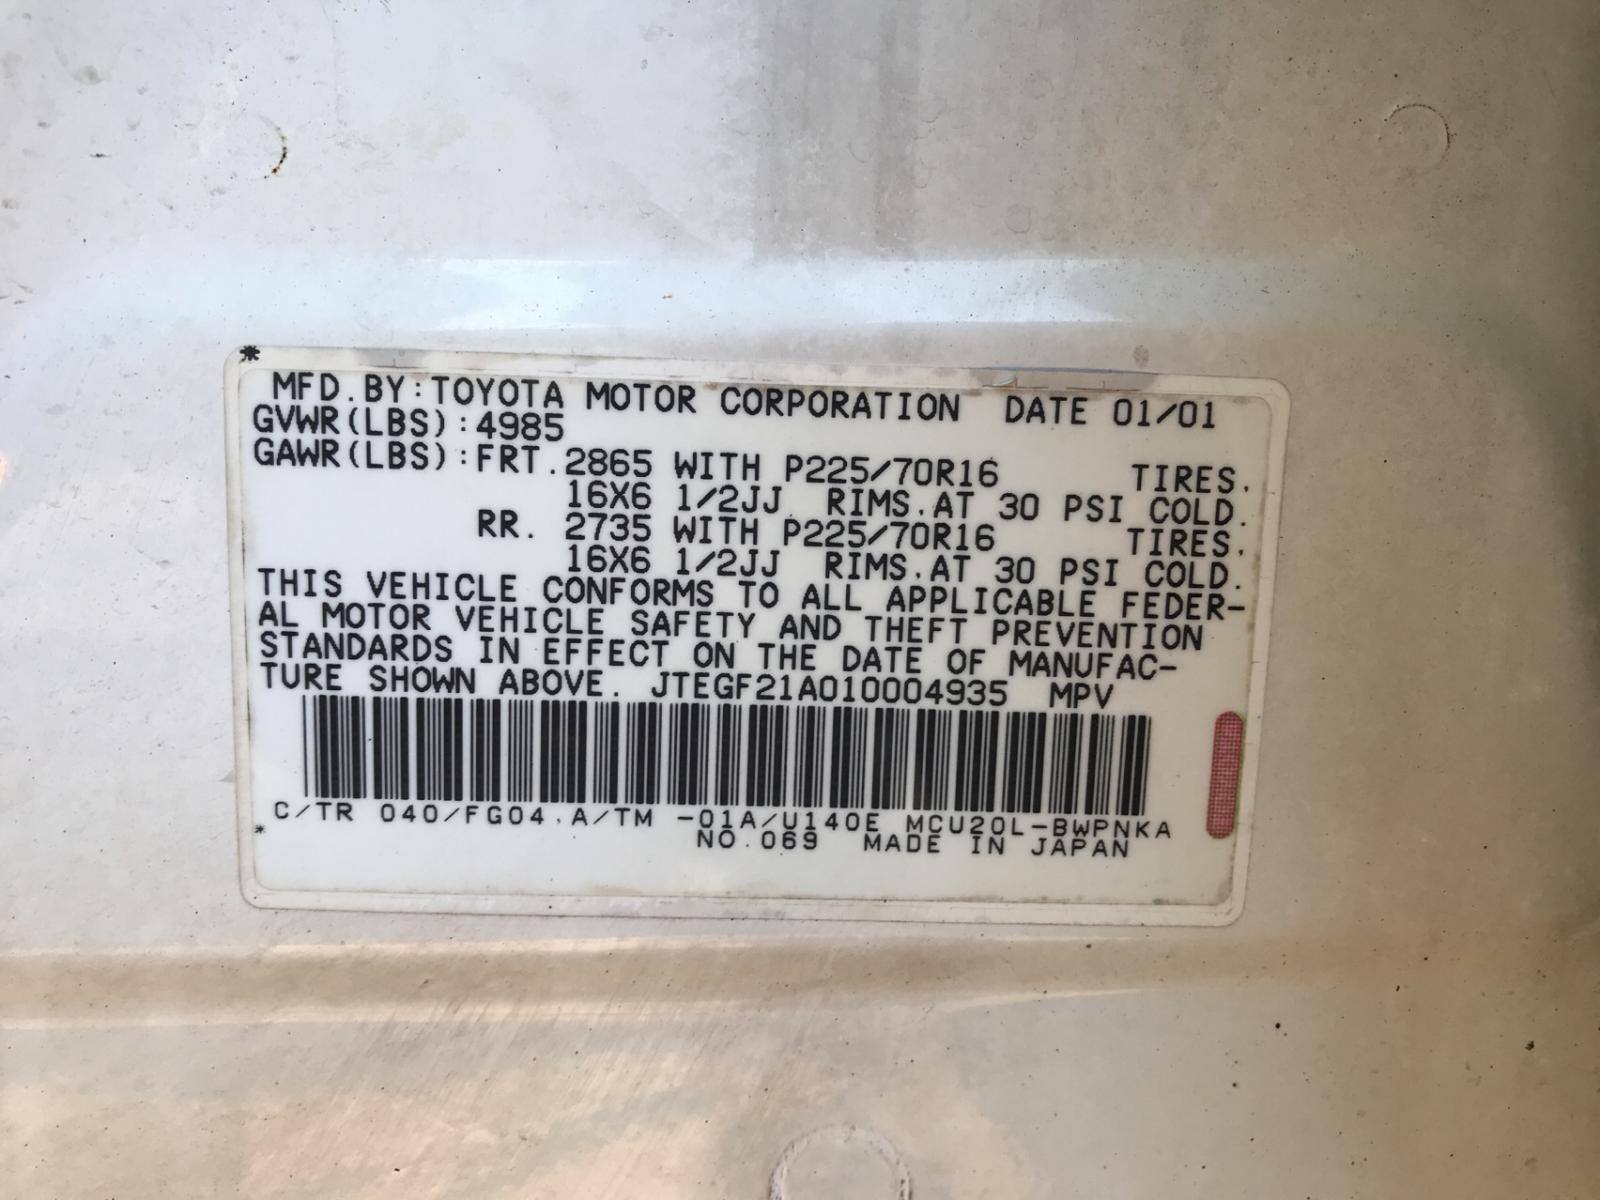 MFD.BY:TOYOTA MOTOR CORPORATION DATE 01/01
GVWR(LBS):4985
GAWR(LBS):FRT.2865 WITH P225/70R16 TIRES.
16X6 1/2JJ RIMS.AT 30 PSI COLD.
RR. 2735 WITH P225/70R16 TIRES.
16X6 1/2JJ RIMS.AT 30 PSI COLD.
THIS VEHICLE CONFORMS TO ALL APPLICABLE FEDER-
AL MOTOR VEHICLE SAFETY AND THEFT PREVENTION
STANDARDS IN EFFECT ON THE DATE OF MANUFAC-
TURE SHOWN ABOVE. JTEGF21A010004935 MPV
C/TR 040/FG04.A/TM -01A/U140E MCU20L-BWPNKA
NO.069 MADE IN JAPAN